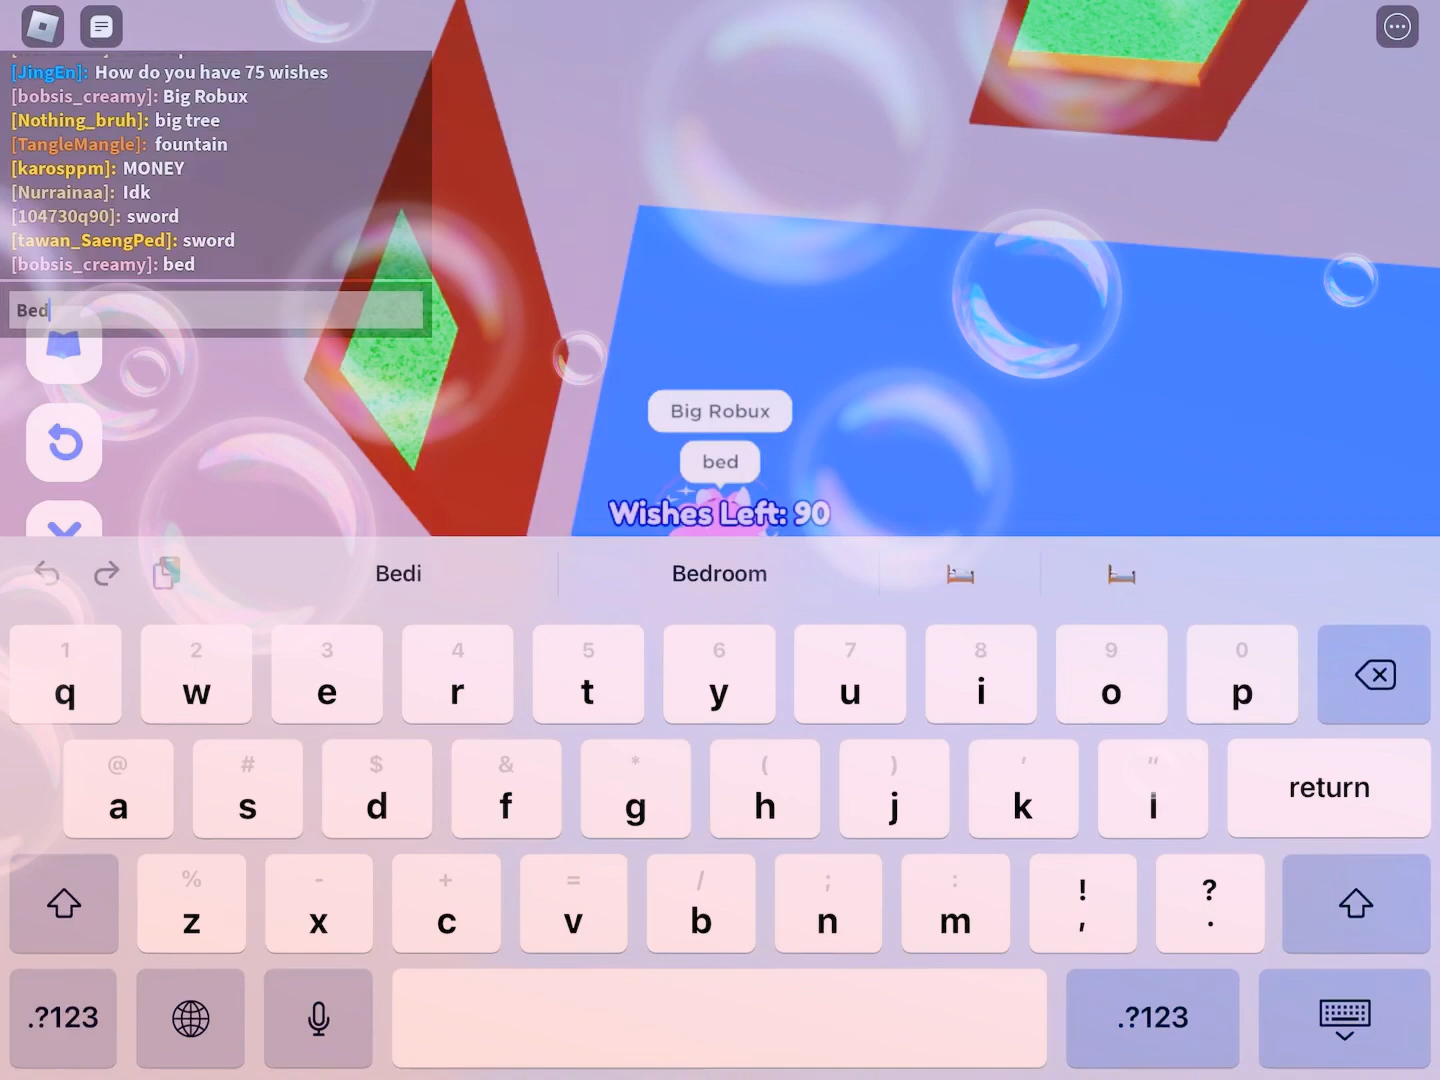 [JingEn]: How do you have 75 wishes
[bobsis_creamy]: Big Robux
[Nothing_bruh]: big tree
[TangleMangle]: fountain
[karosppm]: MONEY
[Nurrainaa]: Idk
[104730q90]: sword
[tawan_SaengPed]: sword
[bobsis_creamy]: bed
Bed
Big Robux
bed
Wishes Left: 90
Bedi Bedroom
1 2 3 4 5 6 7 8 9 0
q w e r t y u i o p
@ # $ & * ( ) ' "
a s d f g h j k l return
% - + = / ; : ! ?
z x c v b n m , .
.?123 .?123